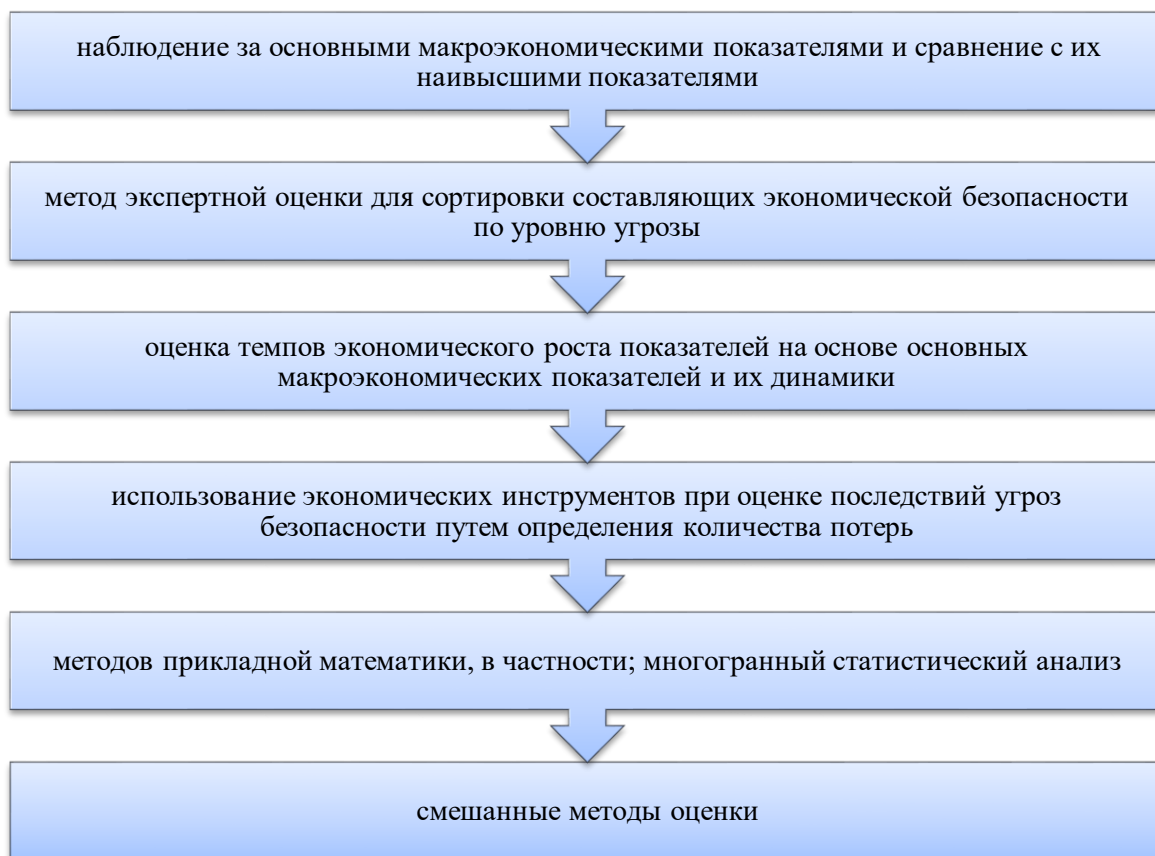 наблюдение за основными макроэкономическими показателями и сравнение с их
наивысшими показателями
метод экспертной оценки для сортировки составляющих экономической безопасности
по уровню угрозы
оценка темпов экономического роста показателей на основе основных
макроэкономических показателей и их динамики
использование экономических инструментов при оценке последствий угроз
безопасности путем определения количества потерь
методов прикладной математики, в частности; многогранный статистический анализ
смешанные методы оценки